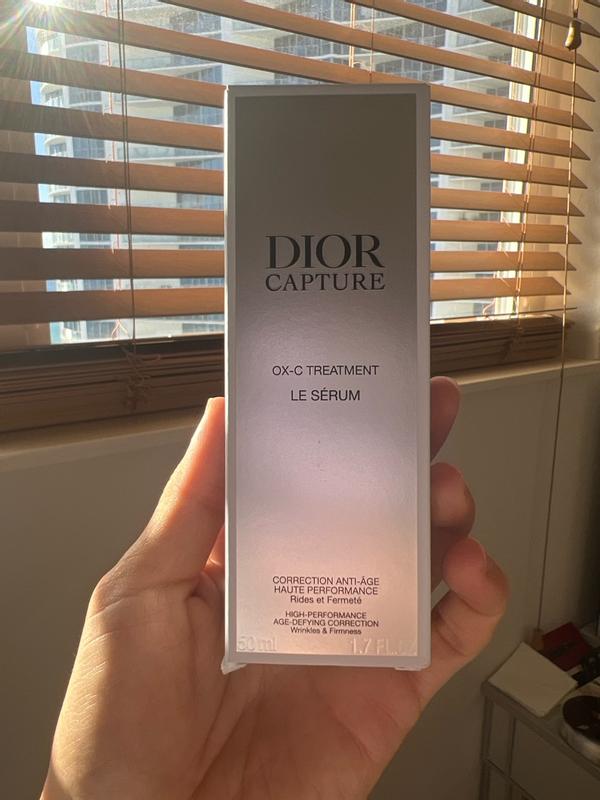 DIOR
CAPTURE
OX-C TREATMENT
LE SÉRUM
CORRECTION ANTI-ÂGE
HAUTE PERFORMANCE
Rides et Fermeté
HIGH-PERFORMANCE
AGE-DEFYING CORRECTION
Wrinkles & Firmness
50 ml 1.7 FL.oz